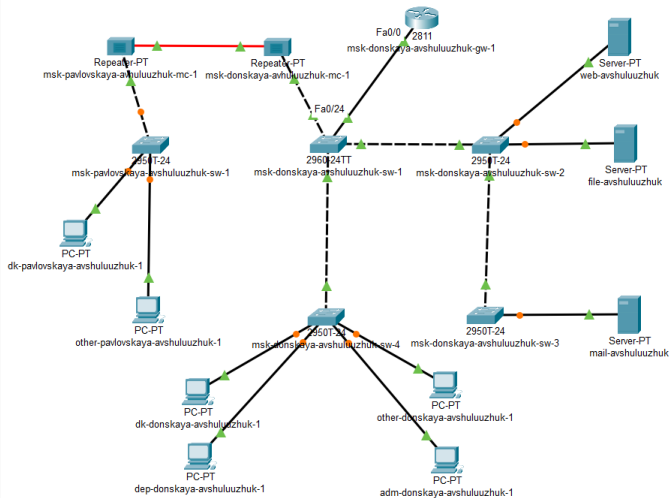 Fa0/0
2811
msk-donskaya-avshuluuzhuk-gw-1
Repeater-PT
msk-pavlovskaya-avhuluuzhuk-mc-1
Repeater-PT
msk-donskaya-avhuluuzhuk-mc-1
Server-PT
web-avshuluuzhuk
Fa0/24
2950T-24
msk-pavlovskaya-avshuluuzhuk-sw-1
2960-24TT
msk-donskaya-avshuluuzhuk-sw-1
2950T-24
msk-donskaya-avshuluuzhuk-sw-2
Server-PT
file-avshuluuzhuk
PC-PT
dk-pavlovskaya-avshuluuzhuk-1
PC-PT
other-pavlovskaya-avshuluuzhuk-1
2950T-24
msk-donskaya-avshuluuzhuk-sw-4
2950T-24
msk-donskaya-avshuluuzhuk-sw-3
Server-PT
mail-avshuluuzhuk
PC-PT
dk-donskaya-avshuluuzhuk-1
PC-PT
other-donskaya-avshuluuzhuk-1
PC-PT
dep-donskaya-avshuluuzhuk-1
PC-PT
adm-donskaya-avshuluuzhuk-1